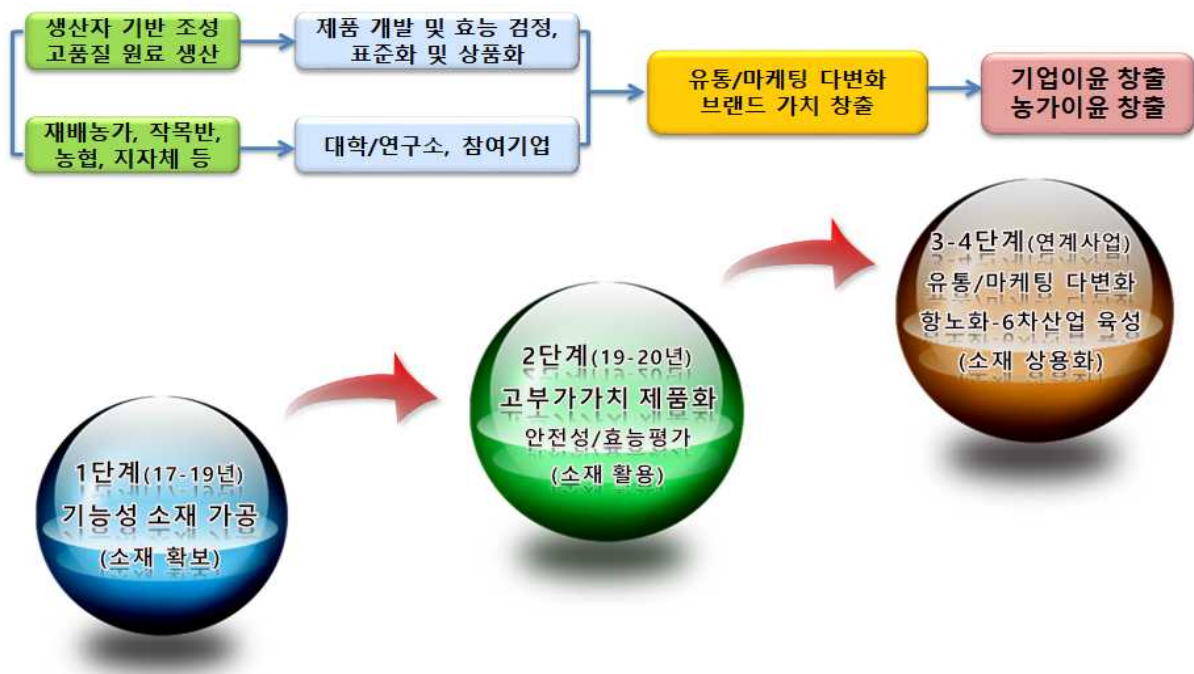 생산자 기반 조성
고품질 원료 생산
제품 개발 및 효능 검정,
표준화 및 상품화
유통/마케팅 다변화
브랜드 가치 창출
기업이윤 창출
농가이윤 창출
재배농가, 작목반,
농협, 지자체 등
대학/연구소, 참여기업
3-4단계(연계사업)
유통/마케팅 다변화
항노화-6차산업 육성
(소재 상용화)
2단계(19-20년)
고부가가치 제품화
안전성/효능평가
(소재 활용)
1단계(17-19년)
기능성 소재 가공
(소재 확보)